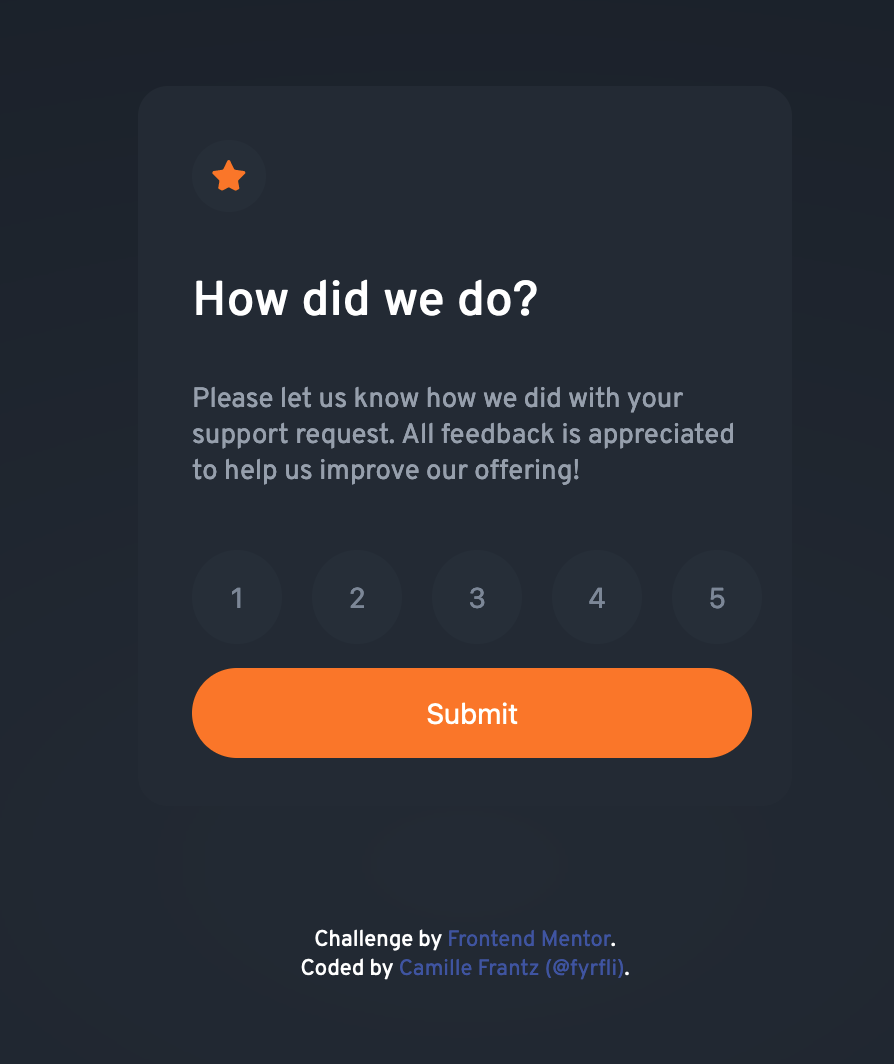 How did we do?
Please let us know how we did with your
support request. All feedback is appreciated
to help us improve our offering!
1 2 3 4 5
Submit
Challenge by Frontend Mentor.
Coded by Camille Frantz (@fyrfli).